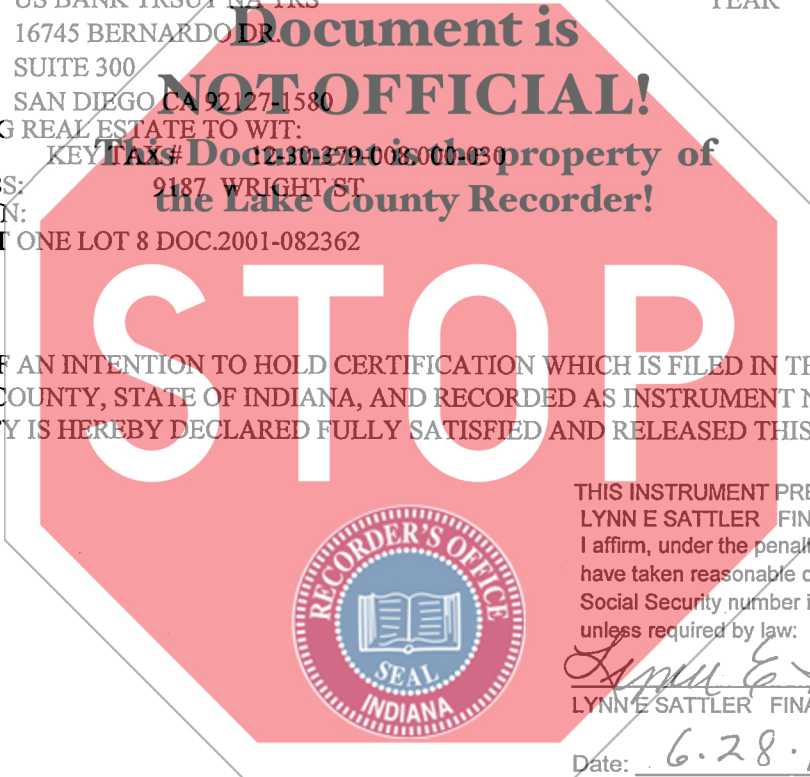 US BANK TRSUT NA TRS YEAR
Document is
16745 BERNARDO DR.
SUITE 300
NOT OFFICIAL!
SAN DIEGO CA 92127-1580
G REAL ESTATE TO WIT:
KEY TAX# 12-30-379-008.000-030
This Document is the property of
9187 WRIGHT ST
the Lake County Recorder!
N:
ONE LOT 8 DOC.2001-082362
STOP
F AN INTENTION TO HOLD CERTIFICATION WHICH IS FILED IN TH
COUNTY, STATE OF INDIANA, AND RECORDED AS INSTRUMENT N
Y IS HEREBY DECLARED FULLY SATISFIED AND RELEASED THIS
THIS INSTRUMENT PRE
LYNN E SATTLER FIN
I affirm, under the penalt
have taken reasonable c
Social Security number i
unless required by law:
LYNN E SATTLER FINA
Date: 6.28.
RECORDER'S OFFICE
SEAL
INDIANA